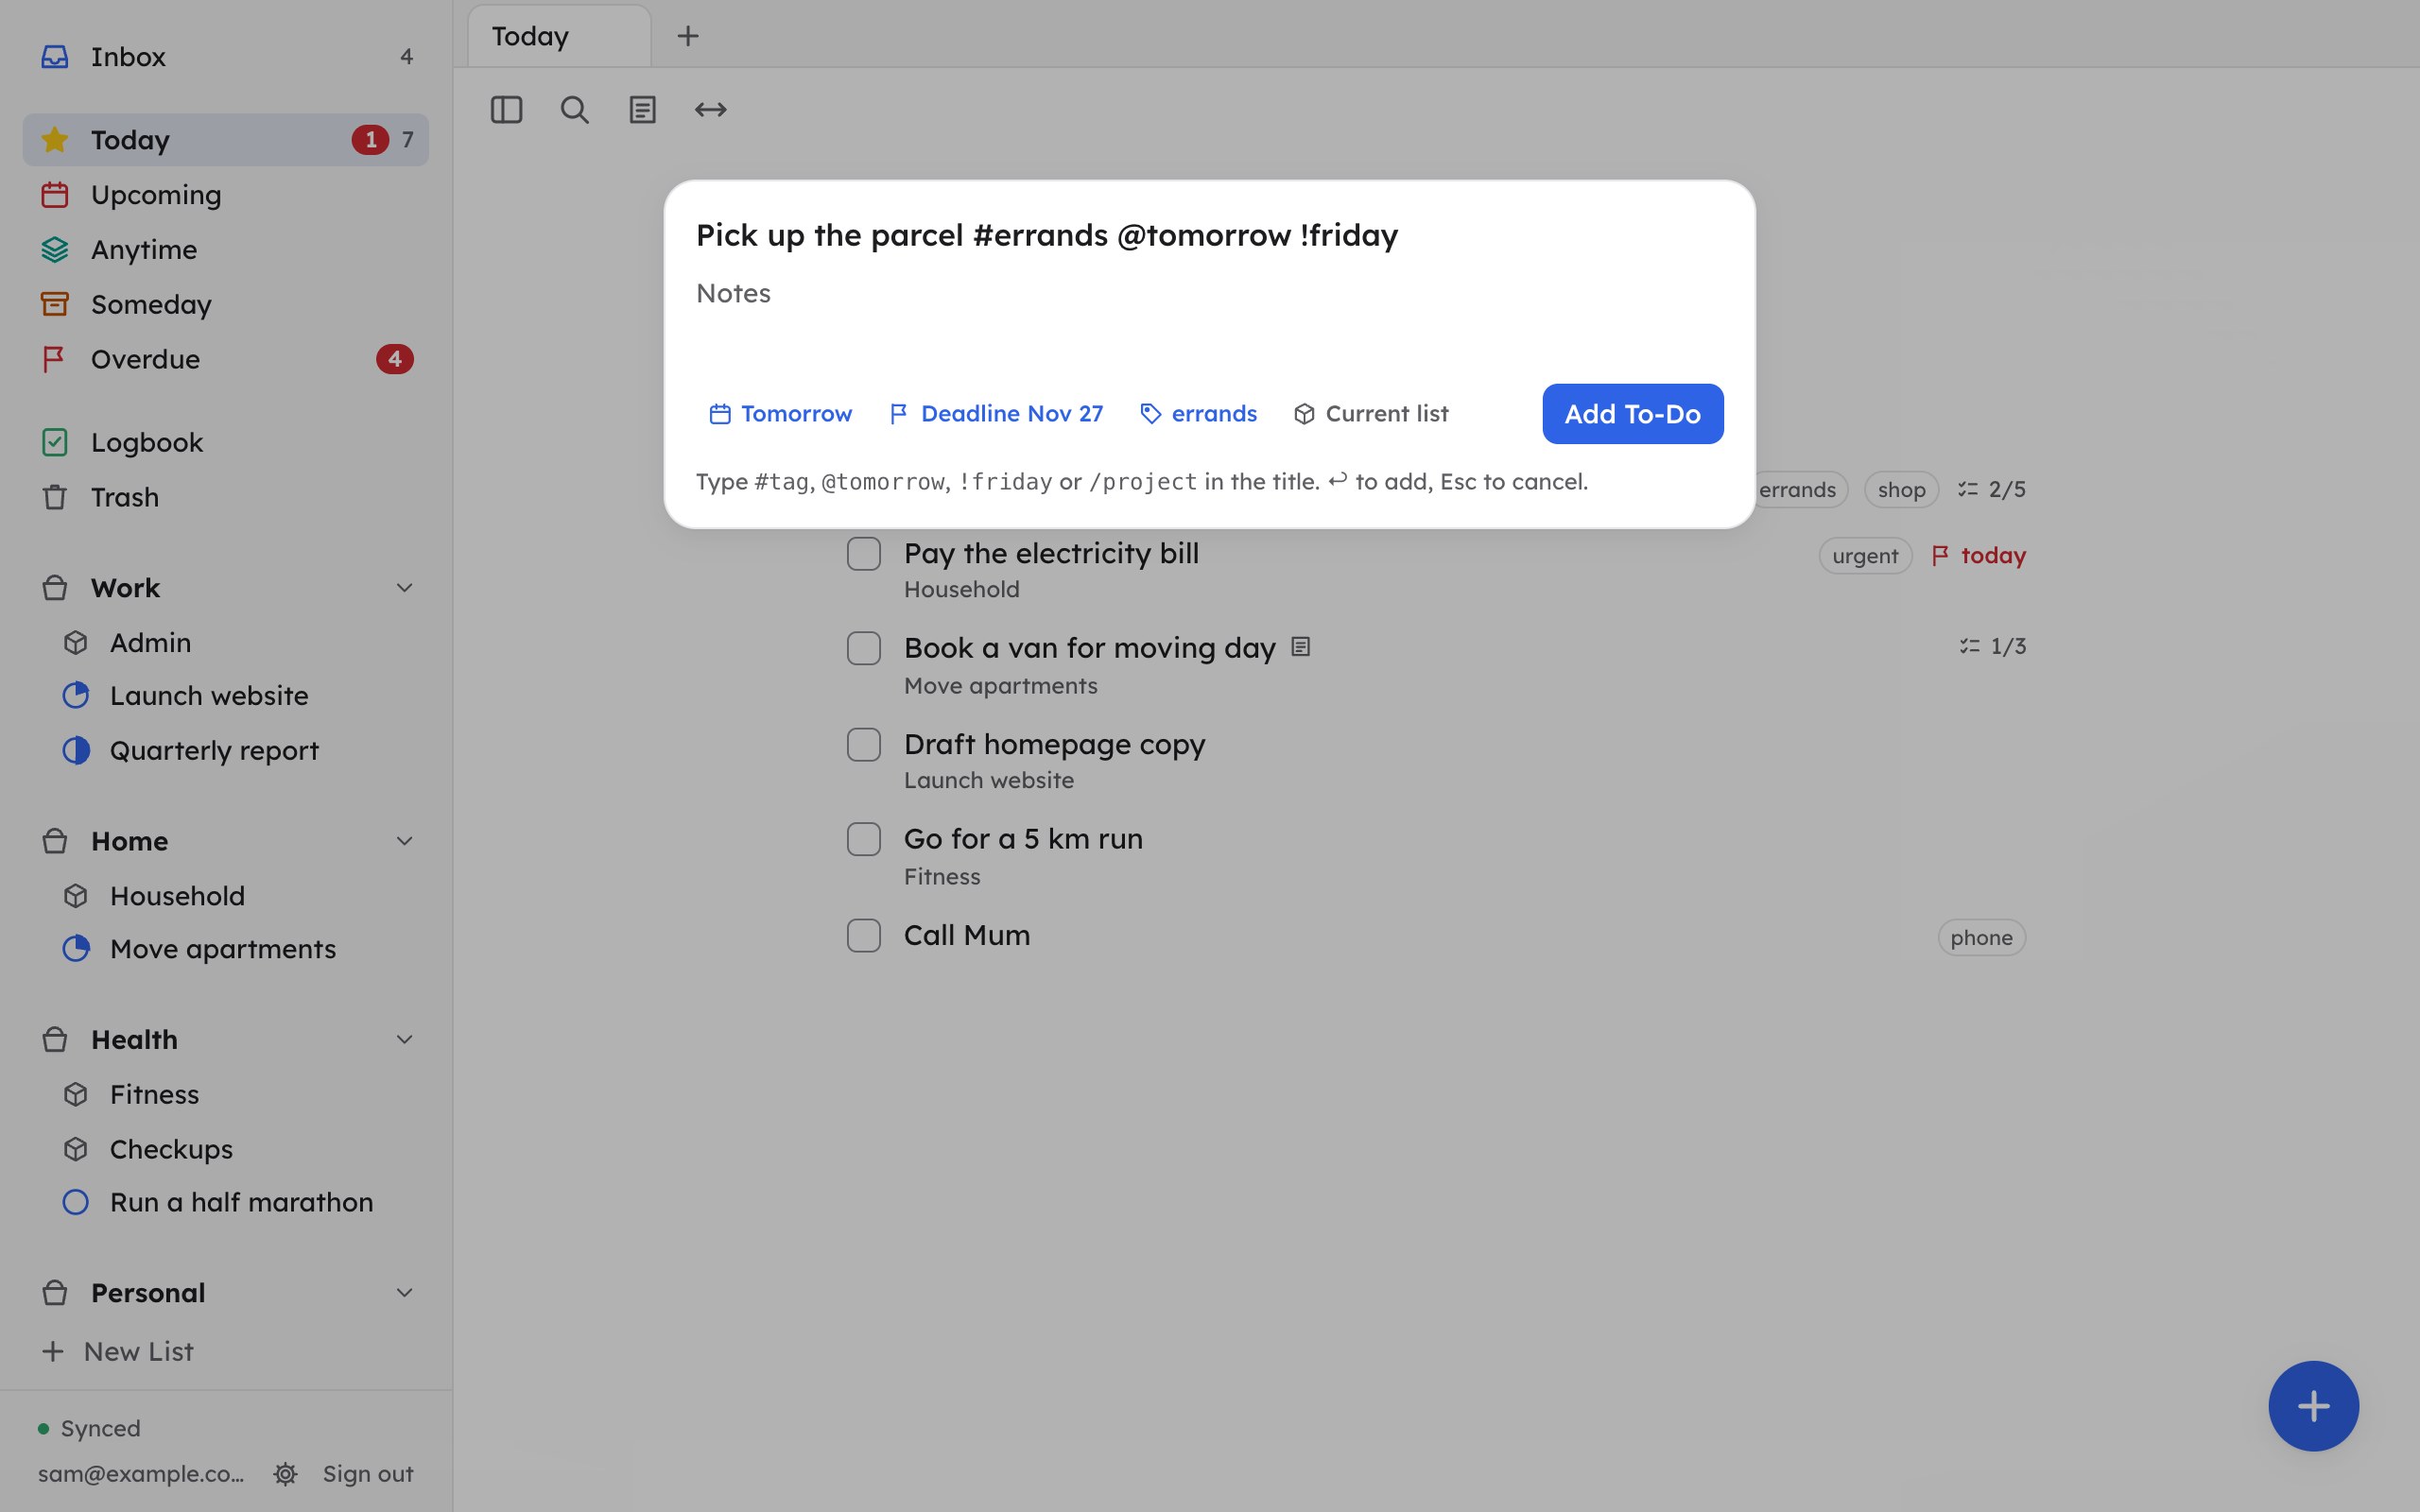 Inbox 4
Today 1 7
Upcoming
Anytime
Someday
Overdue 4
Logbook
Trash
Work
Admin
Launch website
Quarterly report
Home
Household
Move apartments
Health
Fitness
Checkups
Run a half marathon
Personal
New List
Synced
sam@example.co... Sign out
Today
Pick up the parcel #errands @tomorrow !friday
Notes
Tomorrow Deadline Nov 27 errands Current list Add To-Do
Type #tag, @tomorrow, !friday or /project in the title. ↩ to add, Esc to cancel.
errands shop 2/5
Pay the electricity bill urgent today
Household
Book a van for moving day 1/3
Move apartments
Draft homepage copy
Launch website
Go for a 5 km run
Fitness
Call Mum phone